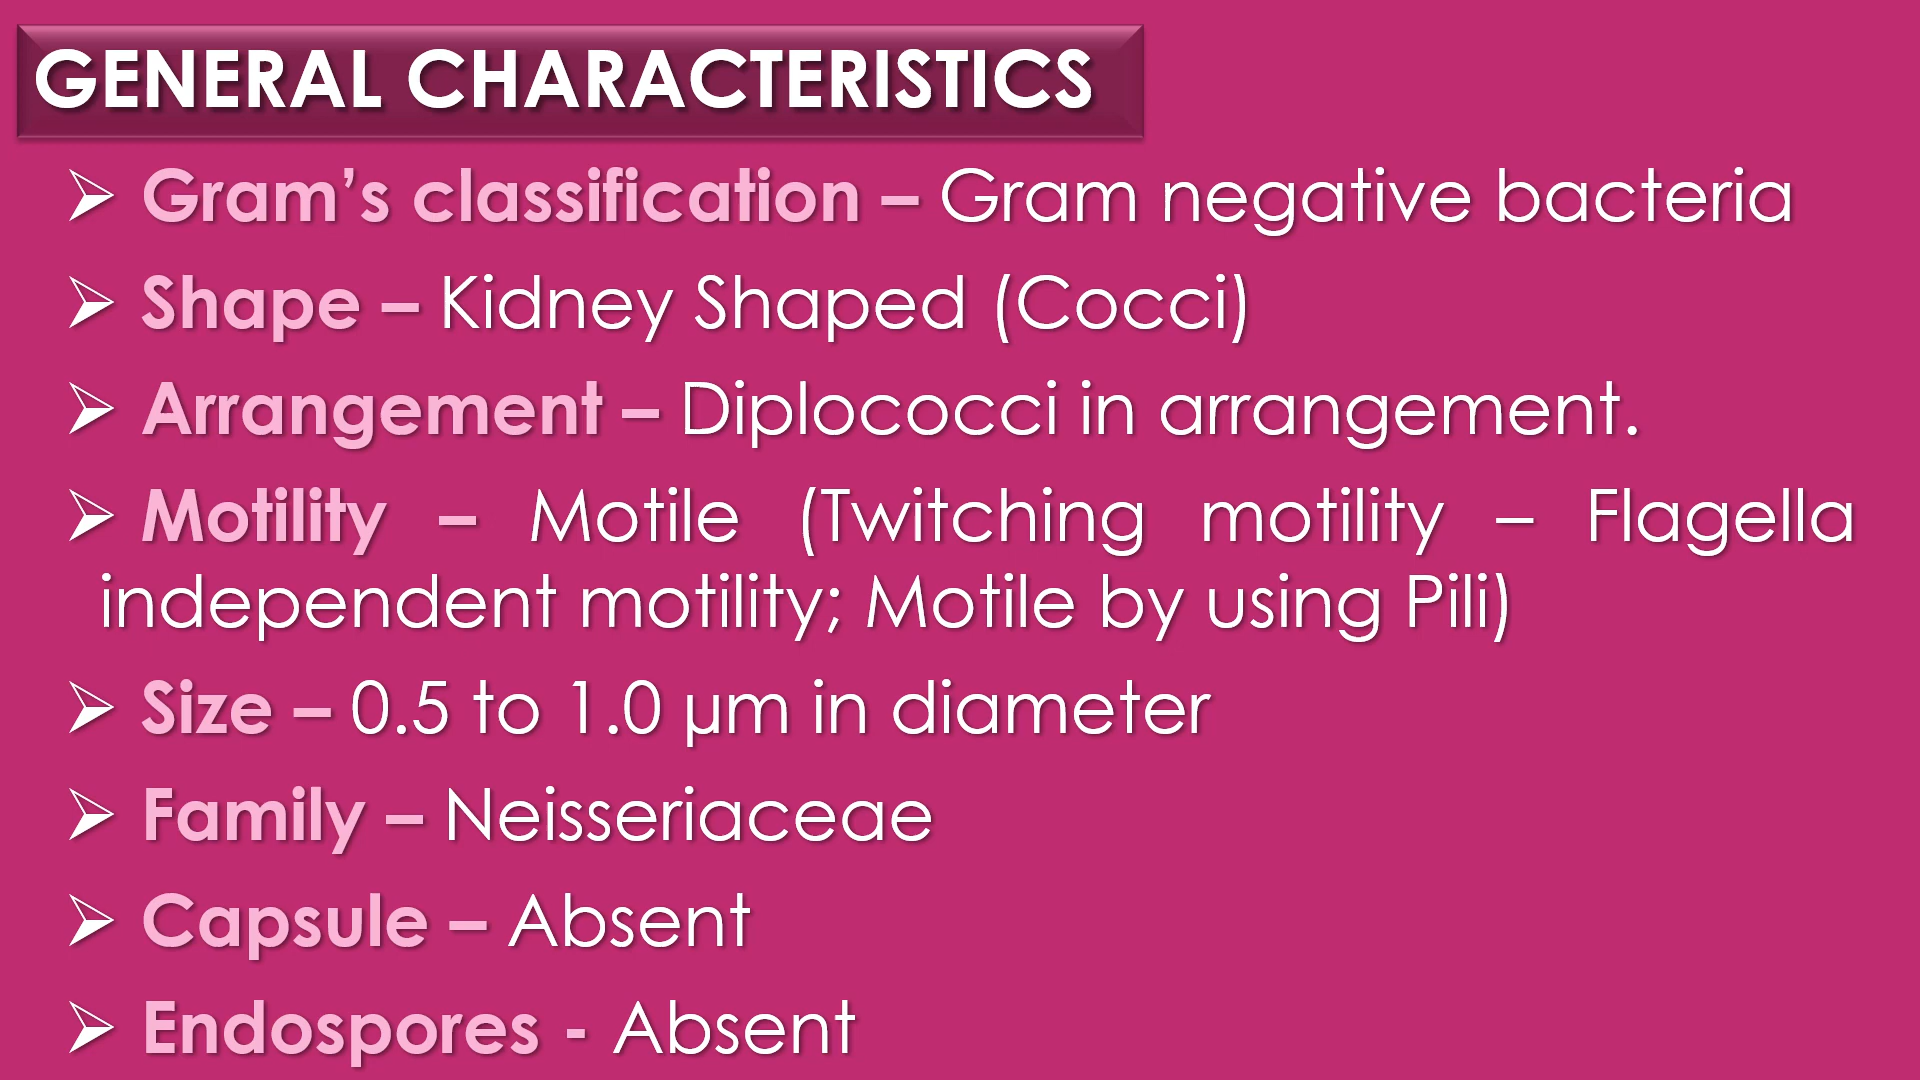 GENERAL CHARACTERISTICS
➢ Gram’s classification – Gram negative bacteria
➢ Shape – Kidney Shaped (Cocci)
➢ Arrangement – Diplococci in arrangement.
➢ Motility – Motile (Twitching motility – Flagella
independent motility; Motile by using Pili)
➢ Size – 0.5 to 1.0 µm in diameter
➢ Family – Neisseriaceae
➢ Capsule – Absent
➢ Endospores - Absent